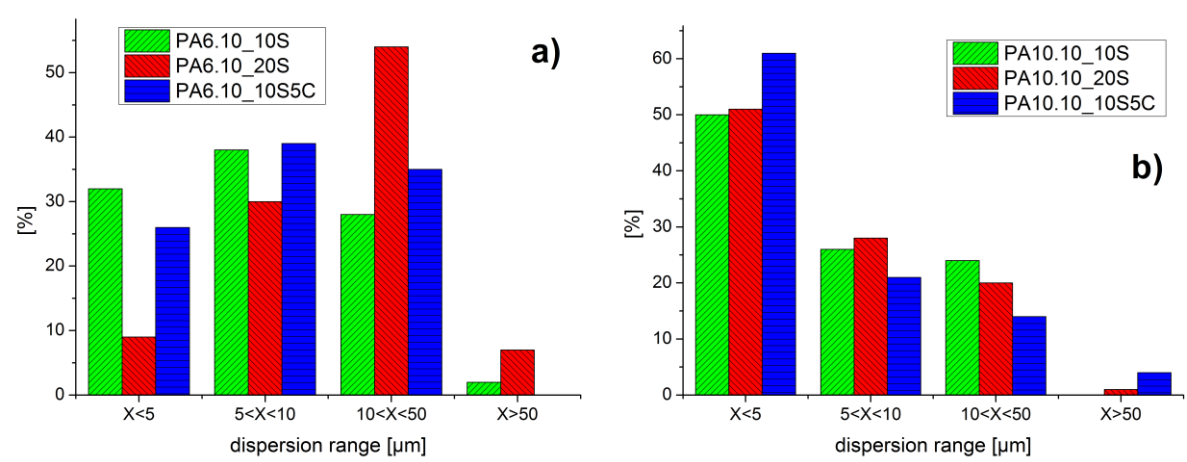 PA6.10_10S
PA6.10_20S
PA6.10_10S5C
a)
50
40
30
20
10
0
[%]
X<5
5<X<10
10<X<50
X>50
dispersion range [µm]
PA10.10_10S
PA10.10_20S
PA10.10_10S5C
b)
60
50
40
30
20
10
0
[%]
X<5
5<X<10
10<X<50
X>50
dispersion range [µm]